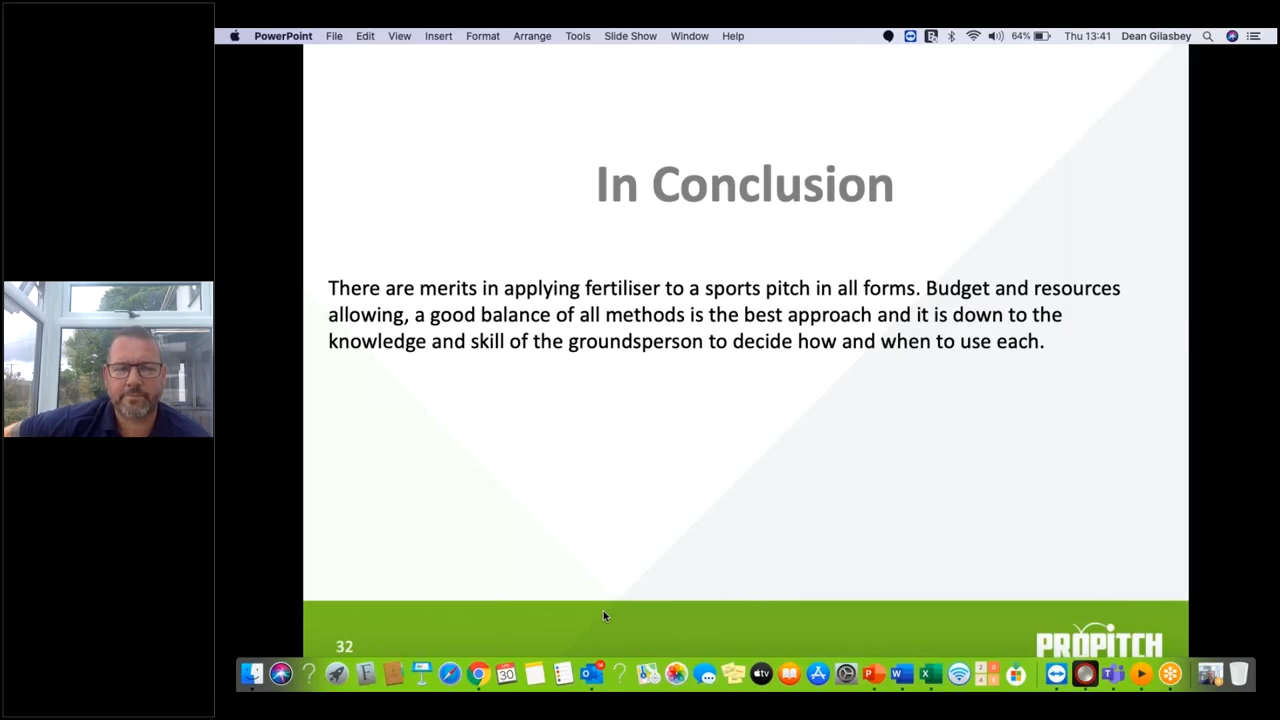 PowerPoint File Edit View Insert Format Arrange Tools Slide Show Window Help 64% Thu 13:41 Dean Gilasbey
In Conclusion
There are merits in applying fertiliser to a sports pitch in all forms. Budget and resources
allowing, a good balance of all methods is the best approach and it is down to the
knowledge and skill of the groundsperson to decide how and when to use each.
32
PROPITCH
30
tv